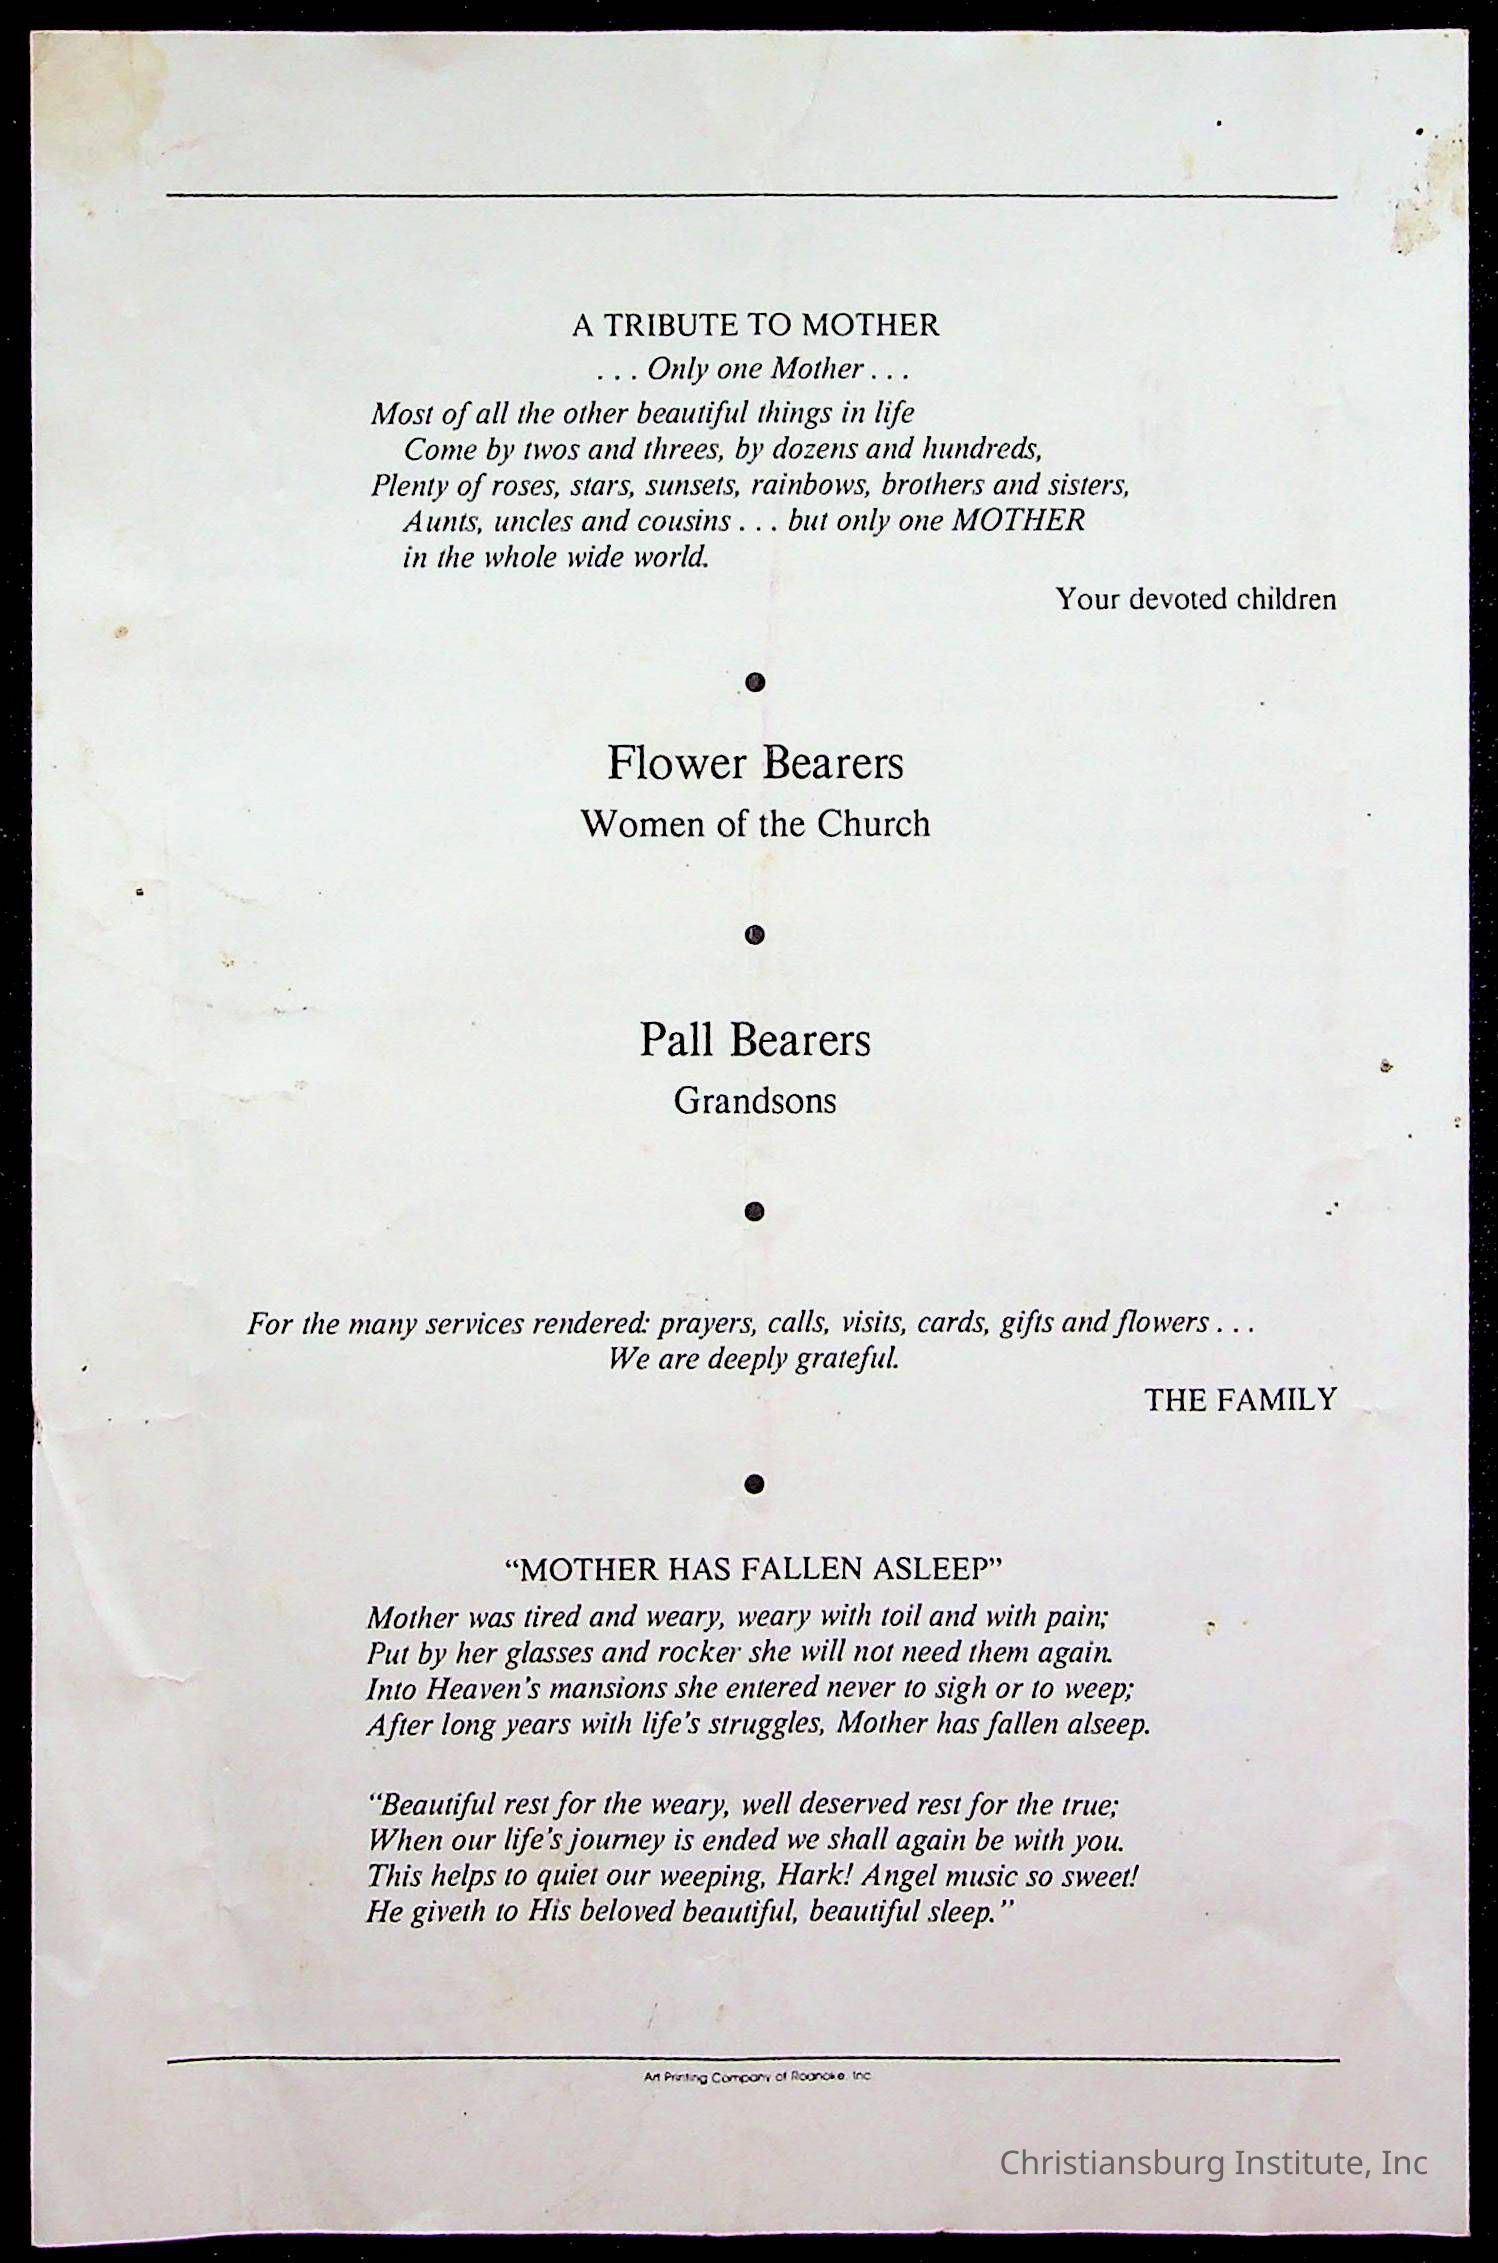 A TRIBUTE TO MOTHER
. . . Only one Mother . . .
Most of all the other beautiful things in life
Come by twos and threes, by dozens and hundreds,
Plenty of roses, stars, sunsets, rainbows, brothers and sisters,
Aunts, uncles and cousins . . . but only one MOTHER
in the whole wide world.
Your devoted children
Flower Bearers
Women of the Church
Pall Bearers
Grandsons
For the many services rendered: prayers, calls, visits, cards, gifts and flowers . . .
We are deeply grateful.
THE FAMILY
“MOTHER HAS FALLEN ASLEEP”
Mother was tired and weary, weary with toil and with pain;
Put by her glasses and rocker she will not need them again.
Into Heaven’s mansions she entered never to sigh or to weep;
After long years with life’s struggles, Mother has fallen alseep.
“Beautiful rest for the weary, well deserved rest for the true;
When our life’s journey is ended we shall again be with you.
This helps to quiet our weeping, Hark! Angel music so sweet!
He giveth to His beloved beautiful, beautiful sleep.”
Art Printing Company of Roanoke, Inc
Christiansburg Institute, Inc